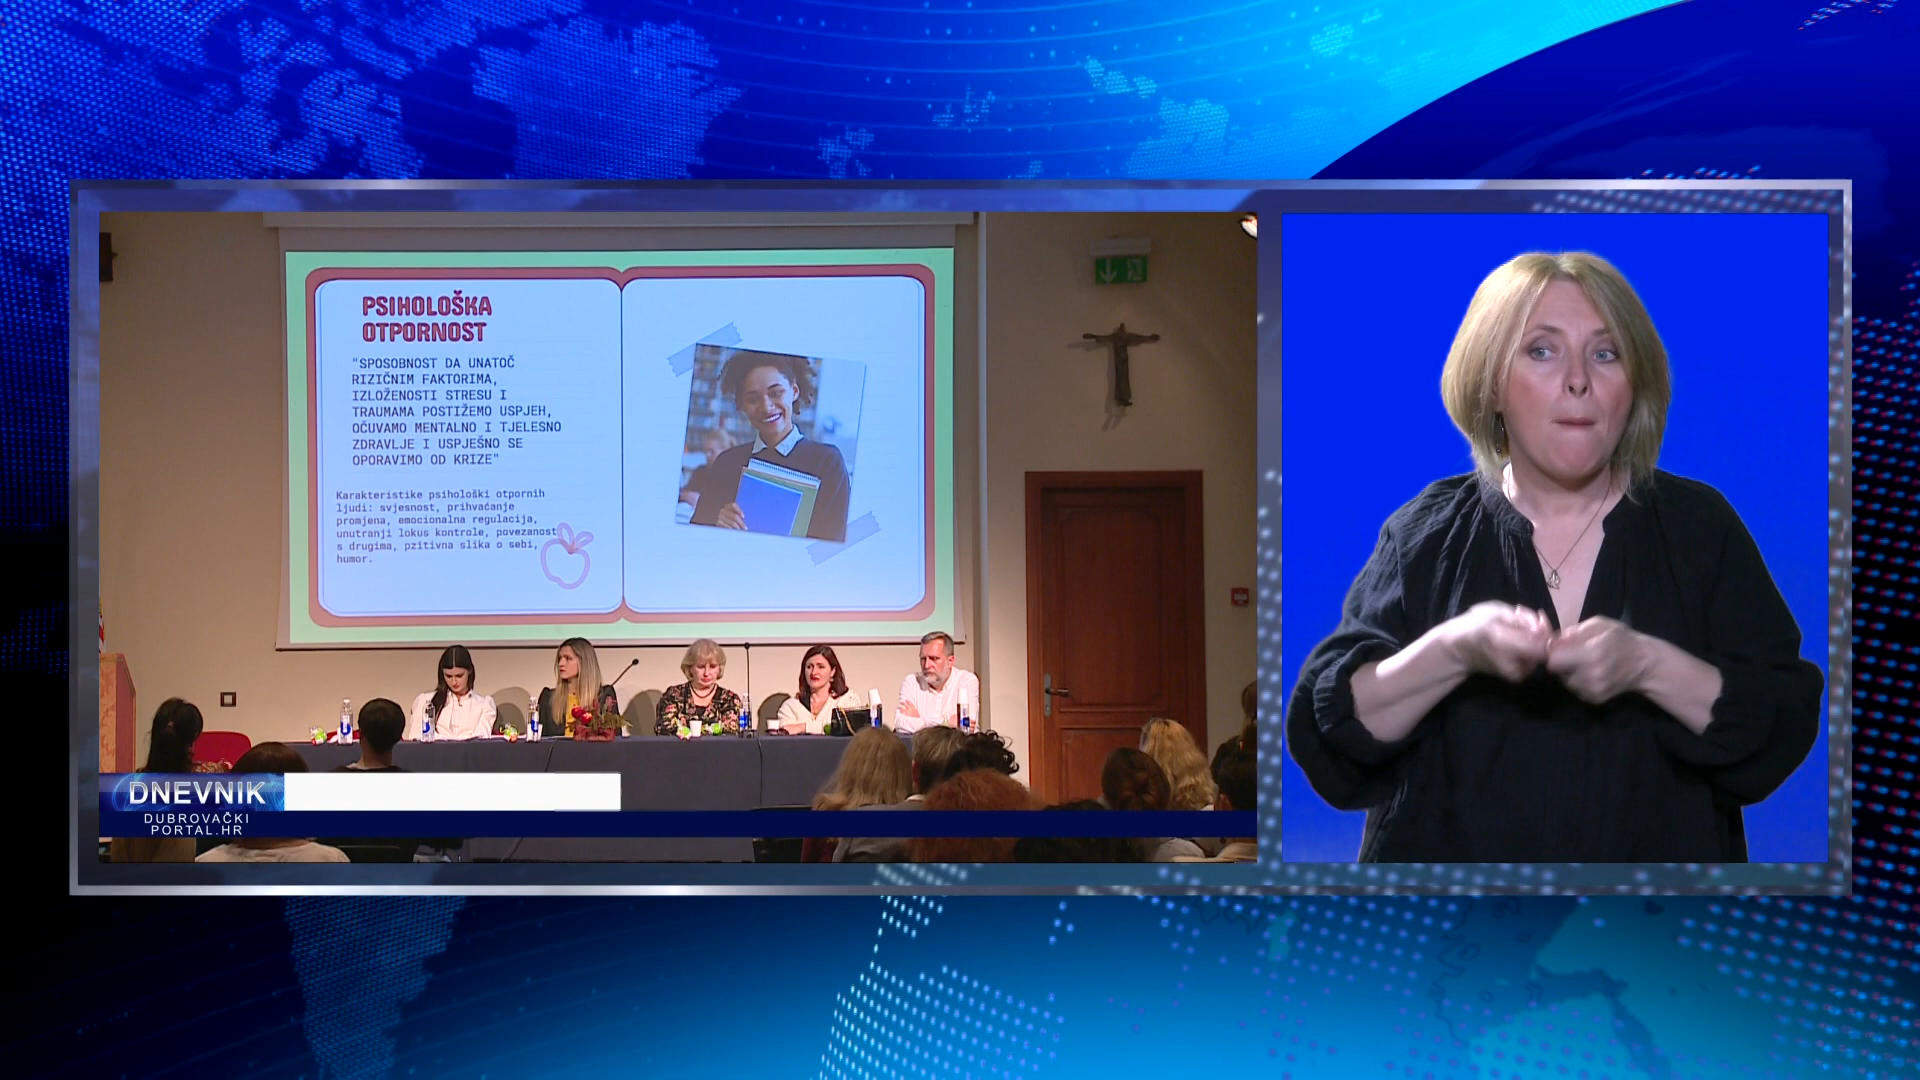 PSIHOLOŠKA
OTPORNOST
"SPOSOBNOST DA UNATOČ
RIZIČNIM FAKTORIMA,
IZLOŽENOSTI STRESU I
TRAUMAMA POSTIŽEMO USPJEH,
OČUVAMO MENTALNO I TJELESNO
ZDRAVLJE I USPJEŠNO SE
OPORAVIMO OD KRIZE"
Karakteristike psihološki otpornih
ljudi: svjesnost, prihvaćanje
promjena, emocionalna regulacija,
unutranji lokus kontrole, povezanost
s drugima, pzitivna slika o sebi,
humor.
DNEVNIK
DUBROVAČKI
PORTAL.HR